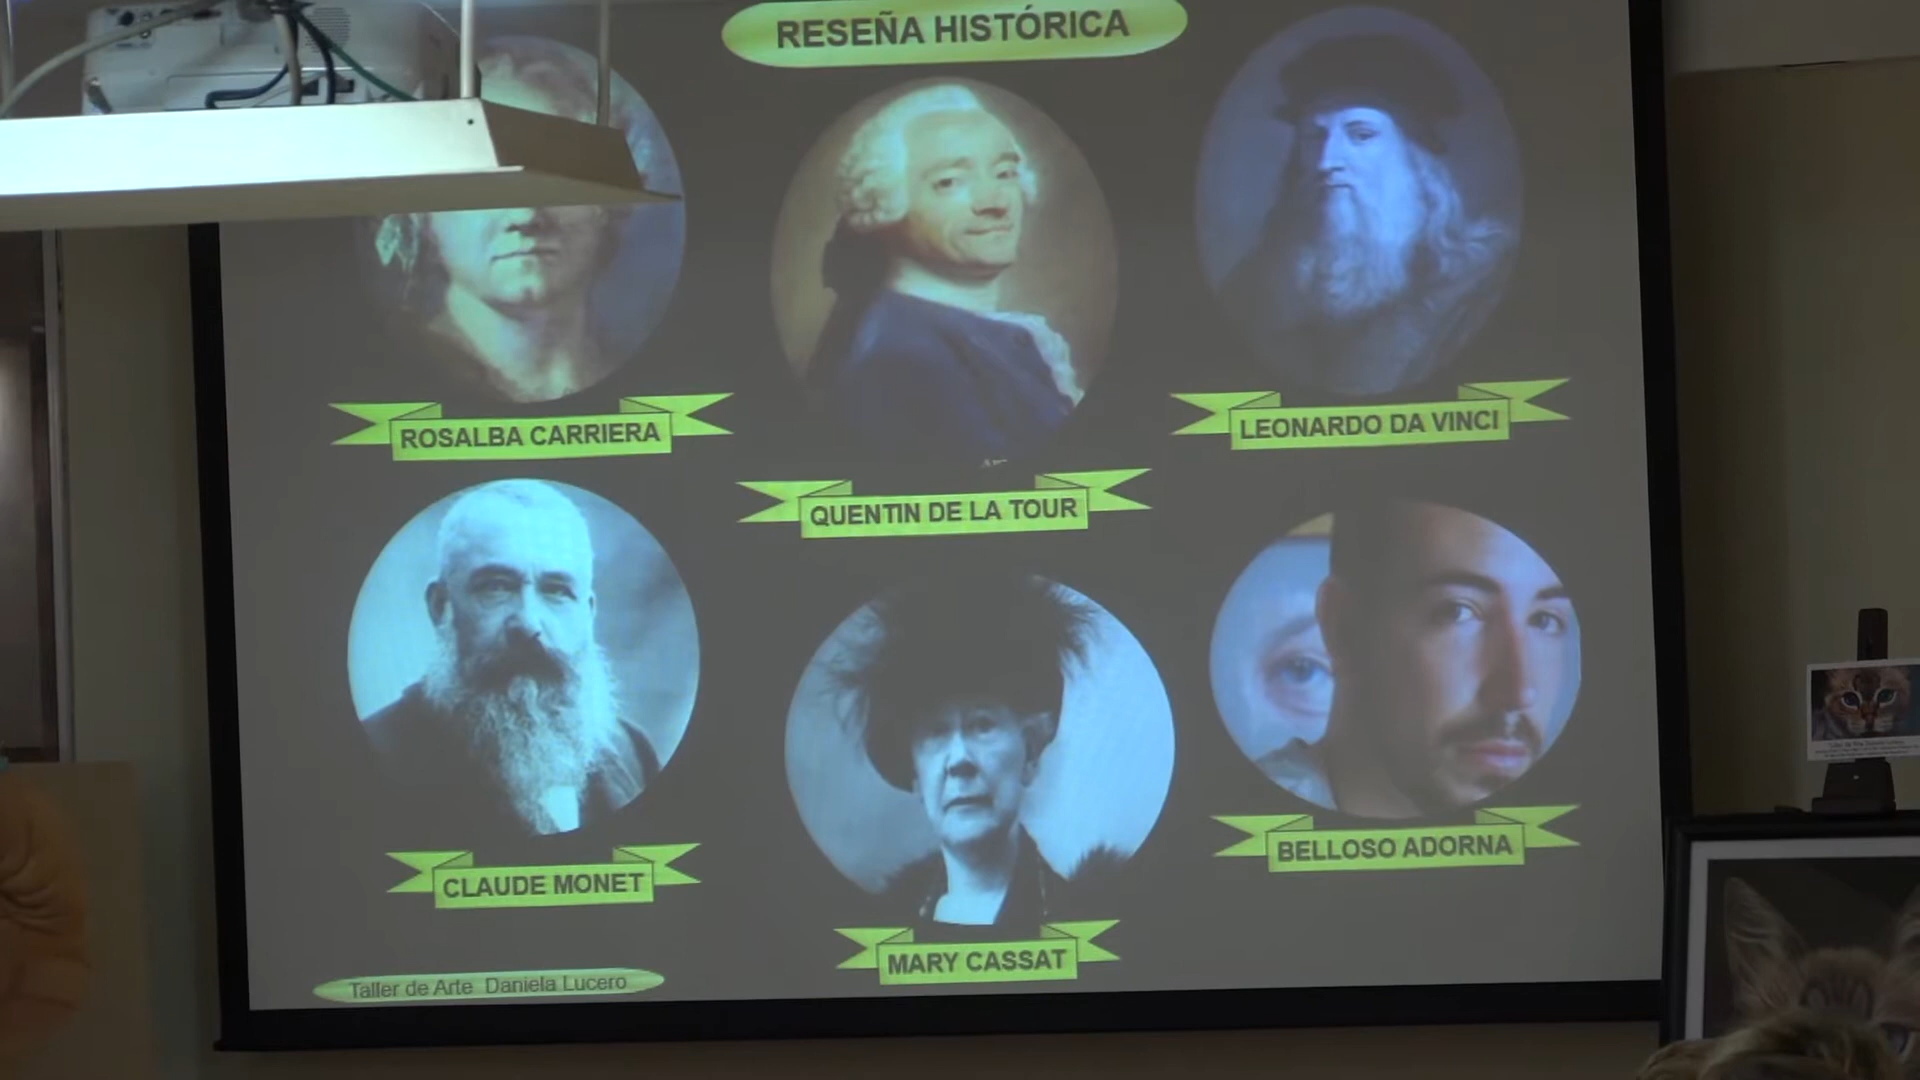 RESEÑA HISTÓRICA
ROSALBA CARRIERA
QUENTIN DE LA TOUR
LEONARDO DA VINCI
CLAUDE MONET
MARY CASSAT
BELLOSO ADORNA
Taller de Arte Daniela Lucero